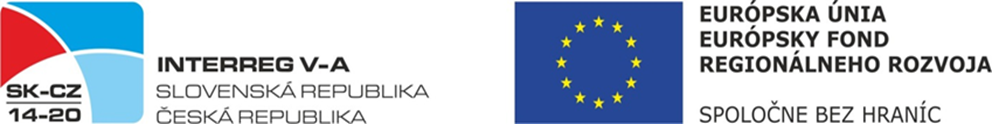 SK-CZ
14-20
INTERREG V-A
SLOVENSKÁ REPUBLIKA
ČESKÁ REPUBLIKA
EURÓPSKA ÚNIA
EURÓPSKY FOND
REGIONÁLNEHO ROZVOJA
SPOLOČNE BEZ HRANÍC